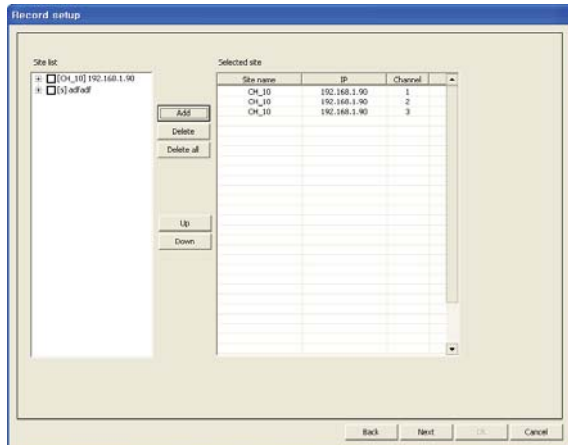 Record setup
Site list
Selected site
[CH_10] 192.168.1.90
[s] adfadf
Add
Delete
Delete all
Up
Down
Site name IP Channel
CH_10 192.168.1.90 1
CH_10 192.168.1.90 2
CH_10 192.168.1.90 3
Back Next Ok Cancel